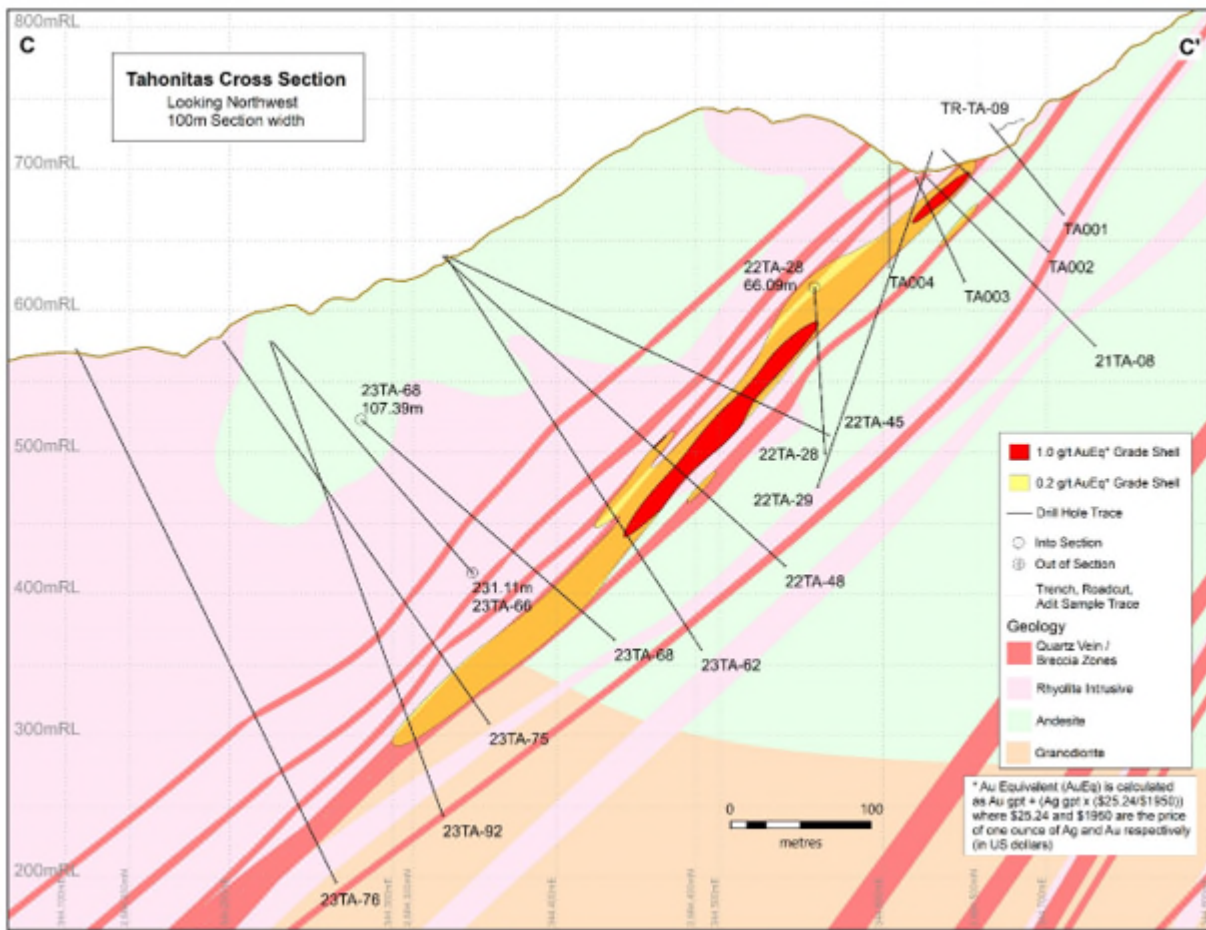 800mRL
C
C'
Tahonitas Cross Section
Looking Northwest
100m Section width
TR-TA-09
700mRL
TA001
TA002
22TA-28
66.09m
TA004
TA003
600mRL
21TA-08
23TA-68
107.39m
22TA-45
500mRL
22TA-28
22TA-29
1.0 g/t AuEq* Grade Shell
0.2 g/t AuEq* Grade Shell
Drill Hole Trace
Into Section
Out of Section
Trench, Roadcut,
Adit Sample Trace
Geology
Quartz Vein /
Breccia Zones
Rhyolite Intrusive
Andesite
Granodiorite
400mRL
231.11m
23TA-66
22TA-48
23TA-68
23TA-62
300mRL
23TA-75
* Au Equivalent (AuEq) is calculated
as Au gpt + (Ag gpt x ($25.24/$1950))
where $25.24 and $1950 are the price
of one ounce of Ag and Au respectively
(in US dollars)
0
100
metres
23TA-92
200mRL
23TA-76
344,400mE
344,500mE
344,700mE